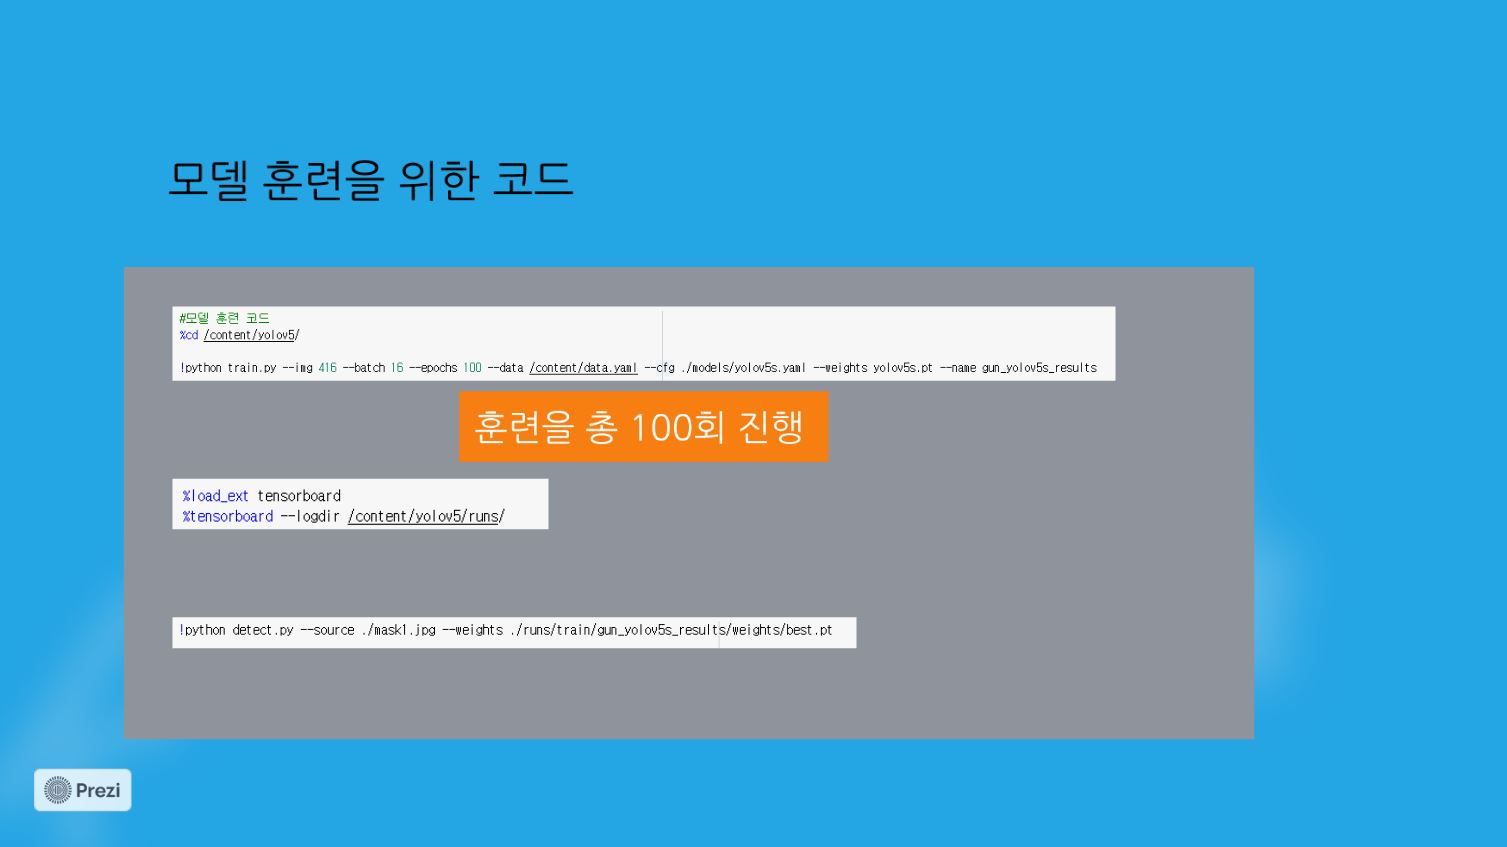 모델 훈련을 위한 코드
#모델 훈련 코드
%cd /content/yolov5/
!python train.py --img 416 --batch 16 --epochs 100 --data /content/data.yaml --cfg ./models/yolov5s.yaml --weights yolov5s.pt --name gun_yolov5s_results
훈련을 총 100회 진행
%load_ext tensorboard
%tensorboard --logdir /content/yolov5/runs/
!python detect.py --source ./mask1.jpg --weights ./runs/train/gun_yolov5s_results/weights/best.pt
Prezi